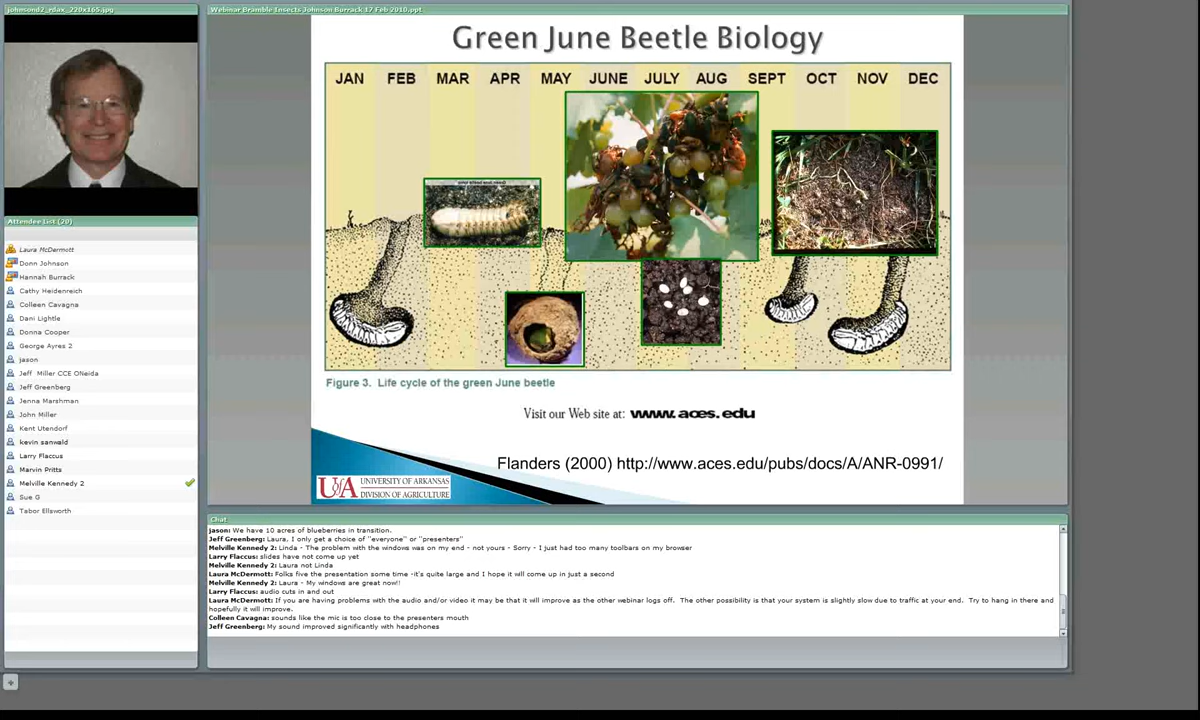 johnsond2_rdax_220x165.jpg
Attendee List (20)
Laura McDermott
Donn Johnson
Hannah Burrack
Cathy Heidenreich
Colleen Cavagna
Dani Lightle
Donna Cooper
George Ayres 2
jason
Jeff  Miller CCE ONeida
Jeff Greenberg
Jenna Marshman
John Miller
Kent Utendorf
kevin sanwald
Larry Flaccus
Marvin Pritts
Melville Kennedy 2
Sue G
Tabor Ellsworth
Webinar Bramble Insects Johnson Burrack 17 Feb 2010.ppt
Green June Beetle Biology
JAN FEB MAR APR MAY JUNE JULY AUG SEPT OCT NOV DEC
Figure 3.  Life cycle of the green June beetle
Visit our Web site at: www.aces.edu
Flanders (2000) http://www.aces.edu/pubs/docs/A/ANR-0991/
UofA UNIVERSITY OF ARKANSAS
DIVISION OF AGRICULTURE
Chat
jason: We have 10 acres of blueberries in transition.
Jeff Greenberg: Laura, I only get a choice of "everyone" or "presenters"
Melville Kennedy 2: Linda - The problem with the windows was on my end - not yours - Sorry - I just had too many toolbars on my browser
Larry Flaccus: slides have not come up yet
Melville Kennedy 2: Laura not Linda
Laura McDermott: Folks five the presentation some time -it's quite large and I hope it will come up in just a second
Melville Kennedy 2: Laura - My windows are great now!!
Larry Flaccus: audio cuts in and out
Laura McDermott: If you are having problems with the audio and/or video it may be that it will improve as the other webinar logs off.  The other possibility is that your system is slightly slow due to traffic at your end.  Try to hang in there and
hopefully it will improve.
Colleen Cavagna: sounds like the mic is too close to the presenters mouth
Jeff Greenberg: My sound improved significantly with headphones